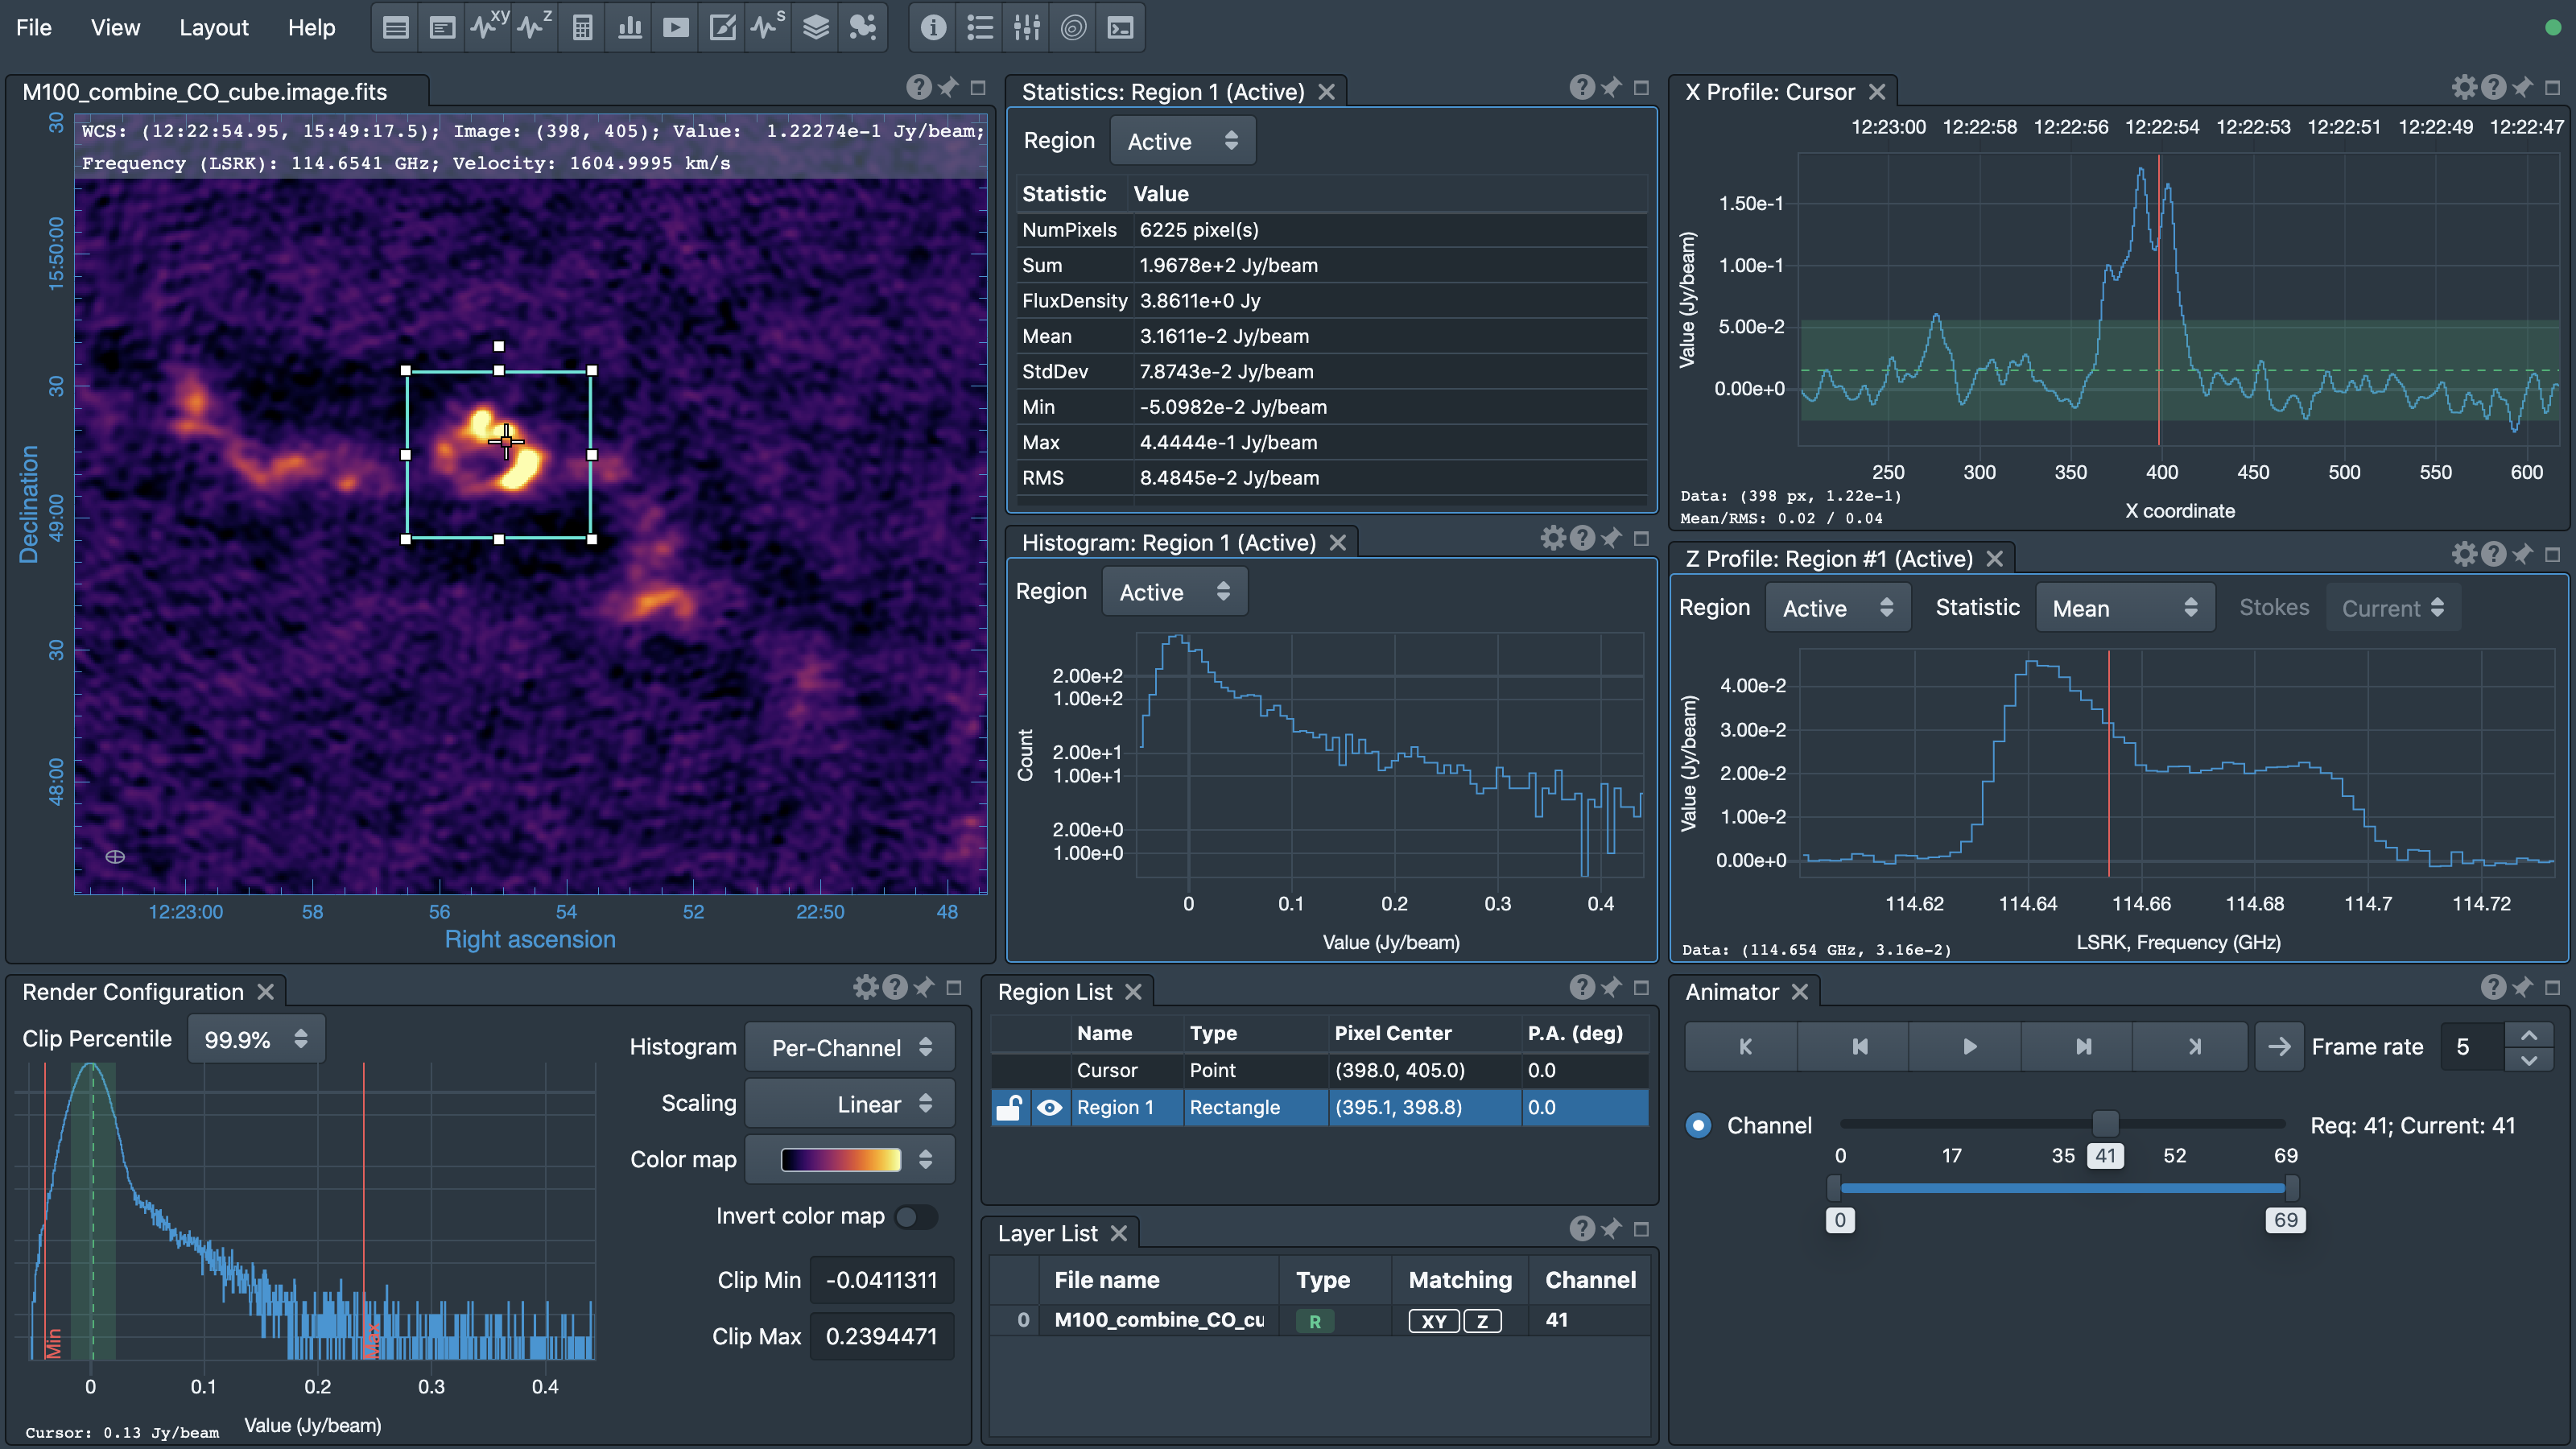 File View Layout Help
xy z s
M100_combine_CO_cube.image.fits
WCS: (12:22:54.95, 15:49:17.5); Image: (398, 405); Value: 1.22274e-1 Jy/beam;
Frequency (LSRK): 114.6541 GHz; Velocity: 1604.9995 km/s
30
15:50:00
30
49:00
30
48:00
Declination
12:23:00 58 56 54 52 22:50 48
Right ascension
Statistics: Region 1 (Active)
Region Active
Statistic Value
NumPixels 6225 pixel(s)
Sum 1.9678e+2 Jy/beam
FluxDensity 3.8611e+0 Jy
Mean 3.1611e-2 Jy/beam
StdDev 7.8743e-2 Jy/beam
Min -5.0982e-2 Jy/beam
Max 4.4444e-1 Jy/beam
RMS 8.4845e-2 Jy/beam
Histogram: Region 1 (Active)
Region Active
2.00e+2
1.00e+2
2.00e+1
1.00e+1
2.00e+0
1.00e+0
Count
0 0.1 0.2 0.3 0.4
Value (Jy/beam)
X Profile: Cursor
12:23:00 12:22:58 12:22:56 12:22:54 12:22:53 12:22:51 12:22:49 12:22:47
1.50e-1
1.00e-1
5.00e-2
0.00e+0
Value (Jy/beam)
250 300 350 400 450 500 550 600
Data: (398 px, 1.22e-1)
X coordinate
Mean/RMS: 0.02 / 0.04
Z Profile: Region #1 (Active)
Region Active Statistic Mean Stokes Current
4.00e-2
3.00e-2
2.00e-2
1.00e-2
0.00e+0
Value (Jy/beam)
114.62 114.64 114.66 114.68 114.7 114.72
Data: (114.654 GHz, 3.16e-2)
LSRK, Frequency (GHz)
Render Configuration
Clip Percentile 99.9%
Min
Max
0 0.1 0.2 0.3 0.4
Cursor: 0.13 Jy/beam
Value (Jy/beam)
Histogram Per-Channel
Scaling Linear
Color map
Invert color map
Clip Min -0.0411311
Clip Max 0.2394471
Region List
Name Type Pixel Center P.A. (deg)
Cursor Point (398.0, 405.0) 0.0
Region 1 Rectangle (395.1, 398.8) 0.0
Layer List
File name Type Matching Channel
0 M100_combine_CO_cu R XY Z 41
Animator
Frame rate 5
Channel Req: 41; Current: 41
0 17 35 41 52 69
0 69